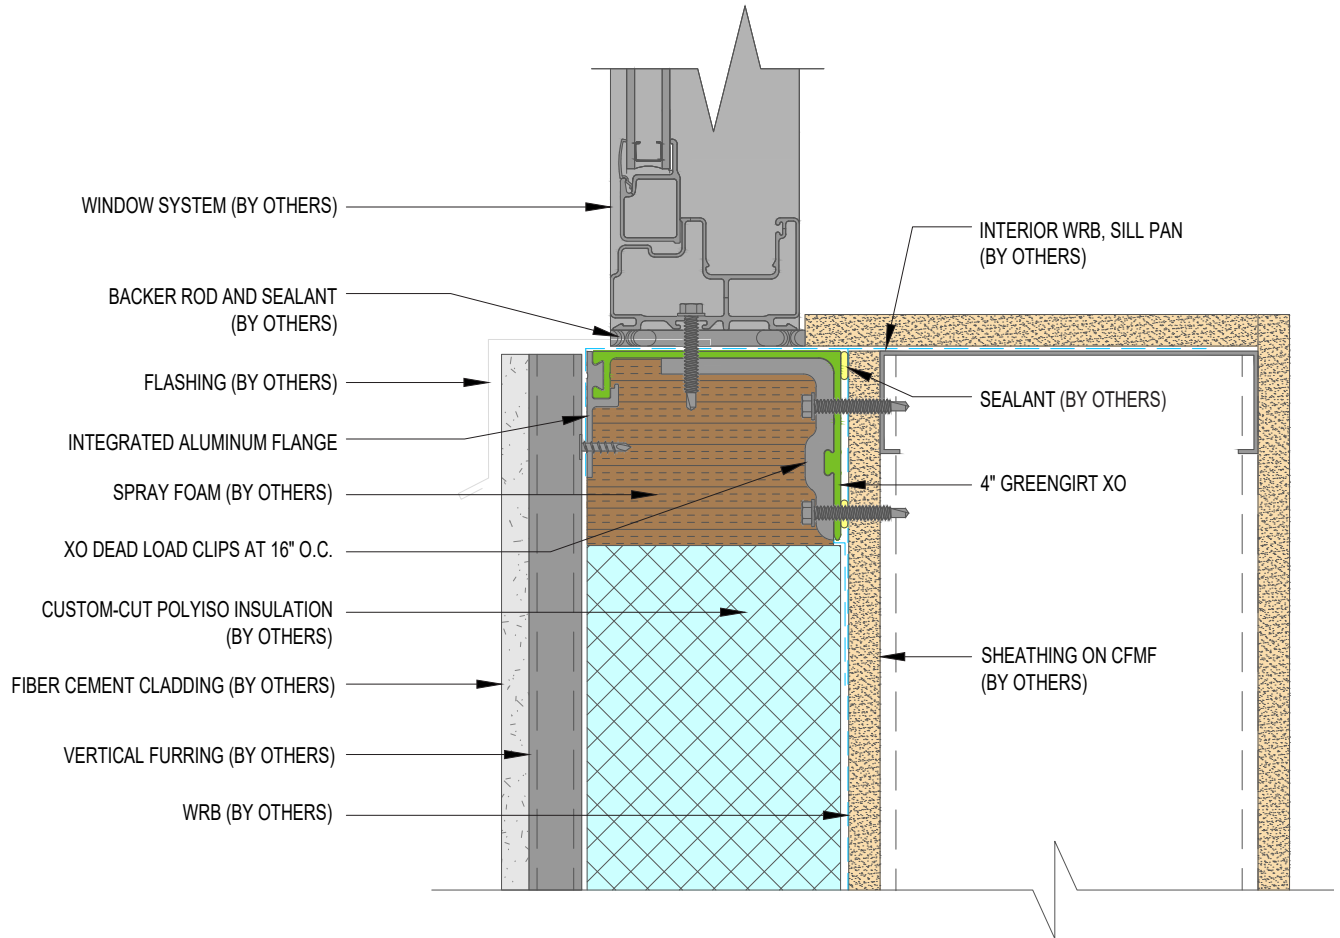 WINDOW SYSTEM (BY OTHERS)
BACKER ROD AND SEALANT
(BY OTHERS)
FLASHING (BY OTHERS)
INTEGRATED ALUMINUM FLANGE
SPRAY FOAM (BY OTHERS)
XO DEAD LOAD CLIPS AT 16" O.C.
CUSTOM-CUT POLYISO INSULATION
(BY OTHERS)
FIBER CEMENT CLADDING (BY OTHERS)
VERTICAL FURRING (BY OTHERS)
WRB (BY OTHERS)
INTERIOR WRB, SILL PAN
(BY OTHERS)
SEALANT (BY OTHERS)
4" GREENGIRT XO
SHEATHING ON CFMF
(BY OTHERS)